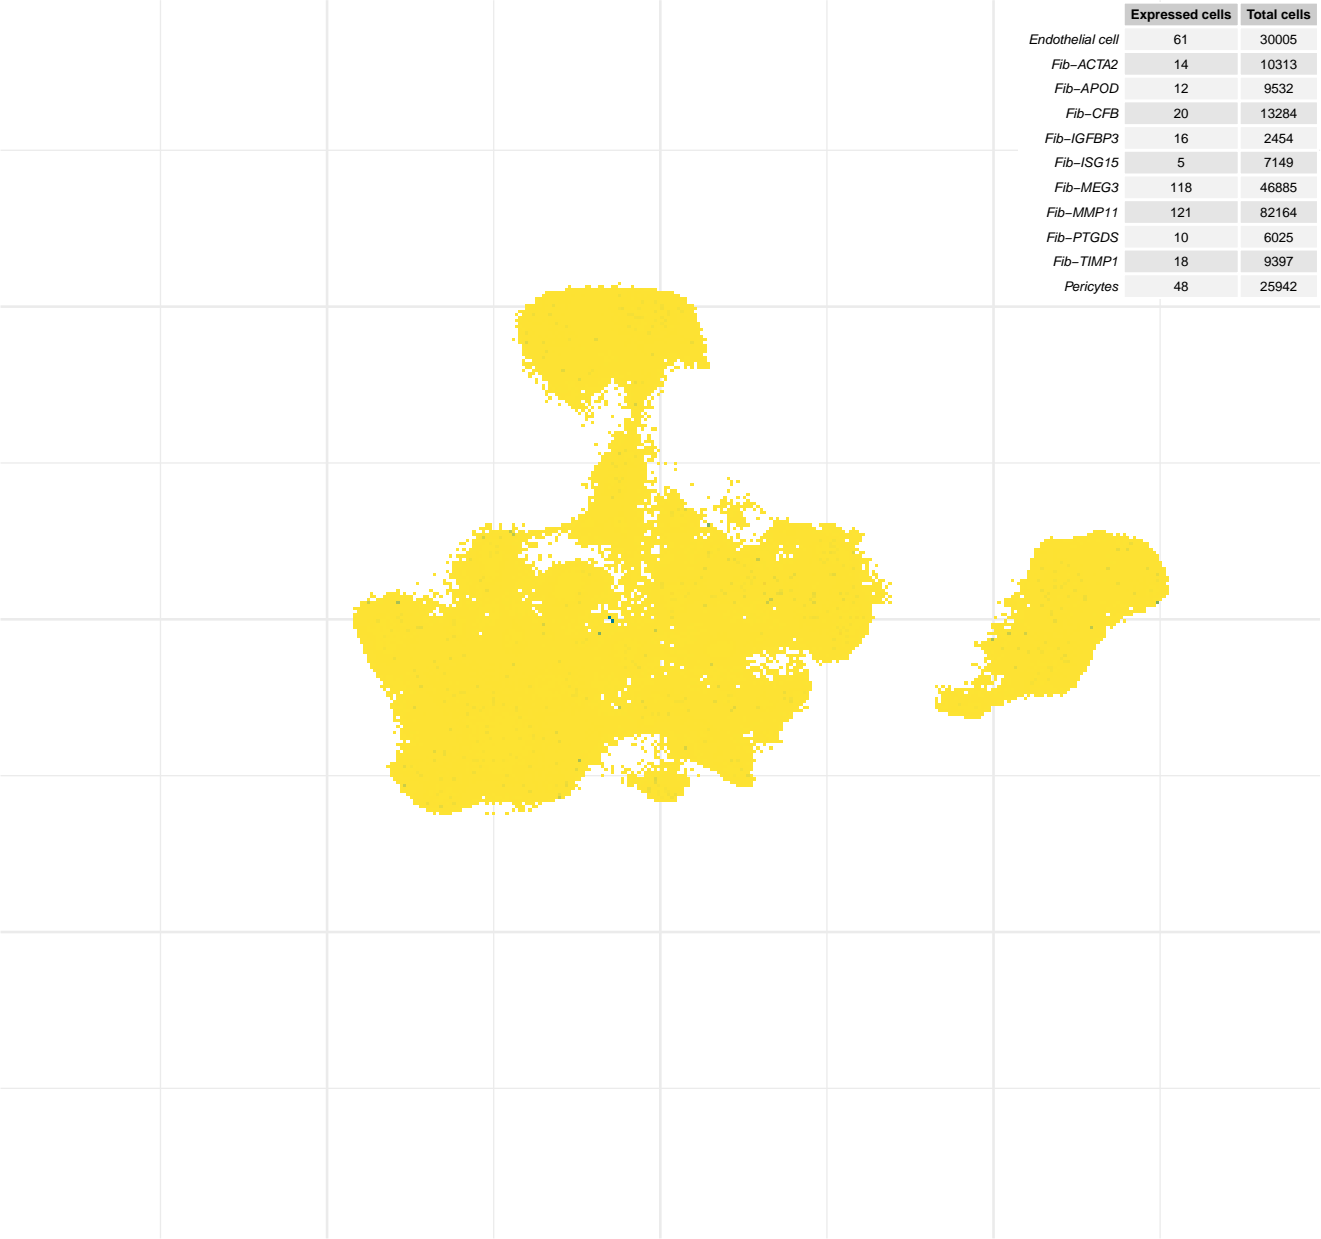 Expressed cells Total cells
Endothelial cell 61 30005
Fib−ACTA2 14 10313
Fib−APOD 12 9532
Fib−CFB 20 13284
Fib−IGFBP3 16 2454
Fib−ISG15 5 7149
Fib−MEG3 118 46885
Fib−MMP11 121 82164
Fib−PTGDS 10 6025
Fib−TIMP1 18 9397
Pericytes 48 25942